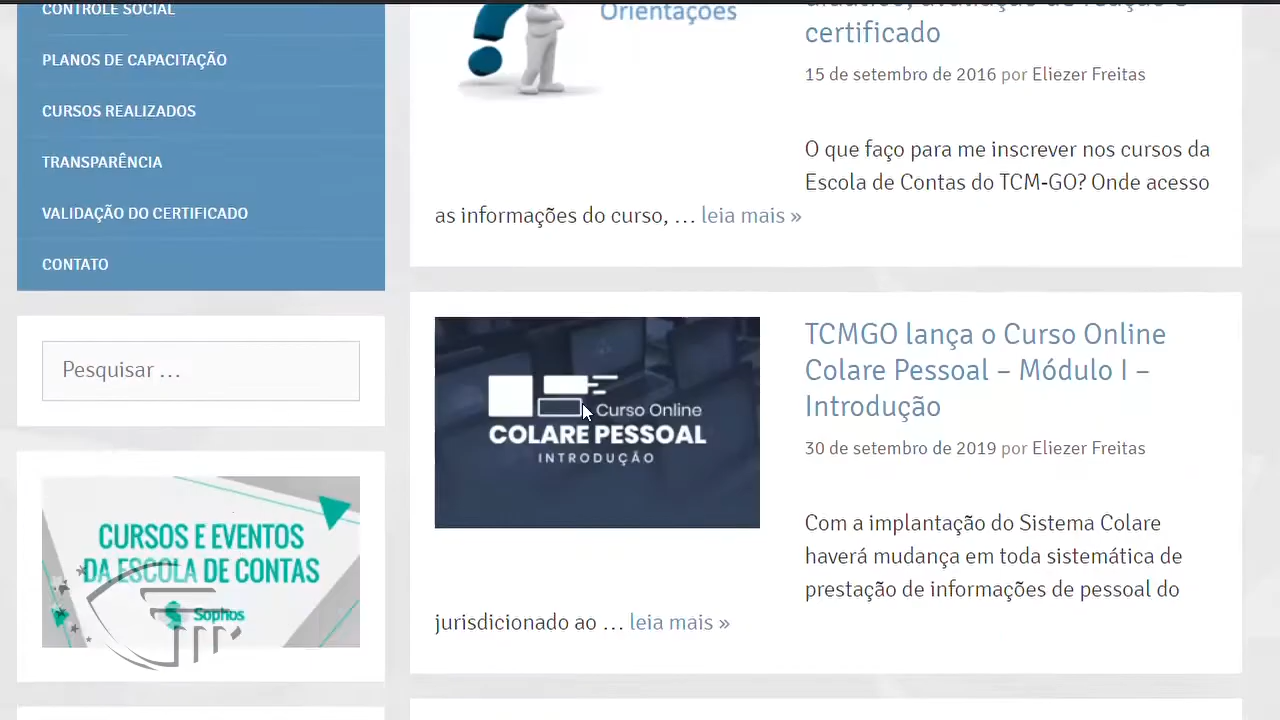 CONTROLE SOCIAL
PLANOS DE CAPACITAÇÃO
CURSOS REALIZADOS
TRANSPARÊNCIA
VALIDAÇÃO DO CERTIFICADO
CONTATO
Pesquisar …
CURSOS E EVENTOS
DA ESCOLA DE CONTAS
Sophos
Orientações
certificado
15 de setembro de 2016 por Eliezer Freitas
O que faço para me inscrever nos cursos da
Escola de Contas do TCM-GO? Onde acesso
as informações do curso, … leia mais »
Curso Online
COLARE PESSOAL
INTRODUÇÃO
TCMGO lança o Curso Online
Colare Pessoal – Módulo I –
Introdução
30 de setembro de 2019 por Eliezer Freitas
Com a implantação do Sistema Colare
haverá mudança em toda sistemática de
prestação de informações de pessoal do
jurisdicionado ao … leia mais »